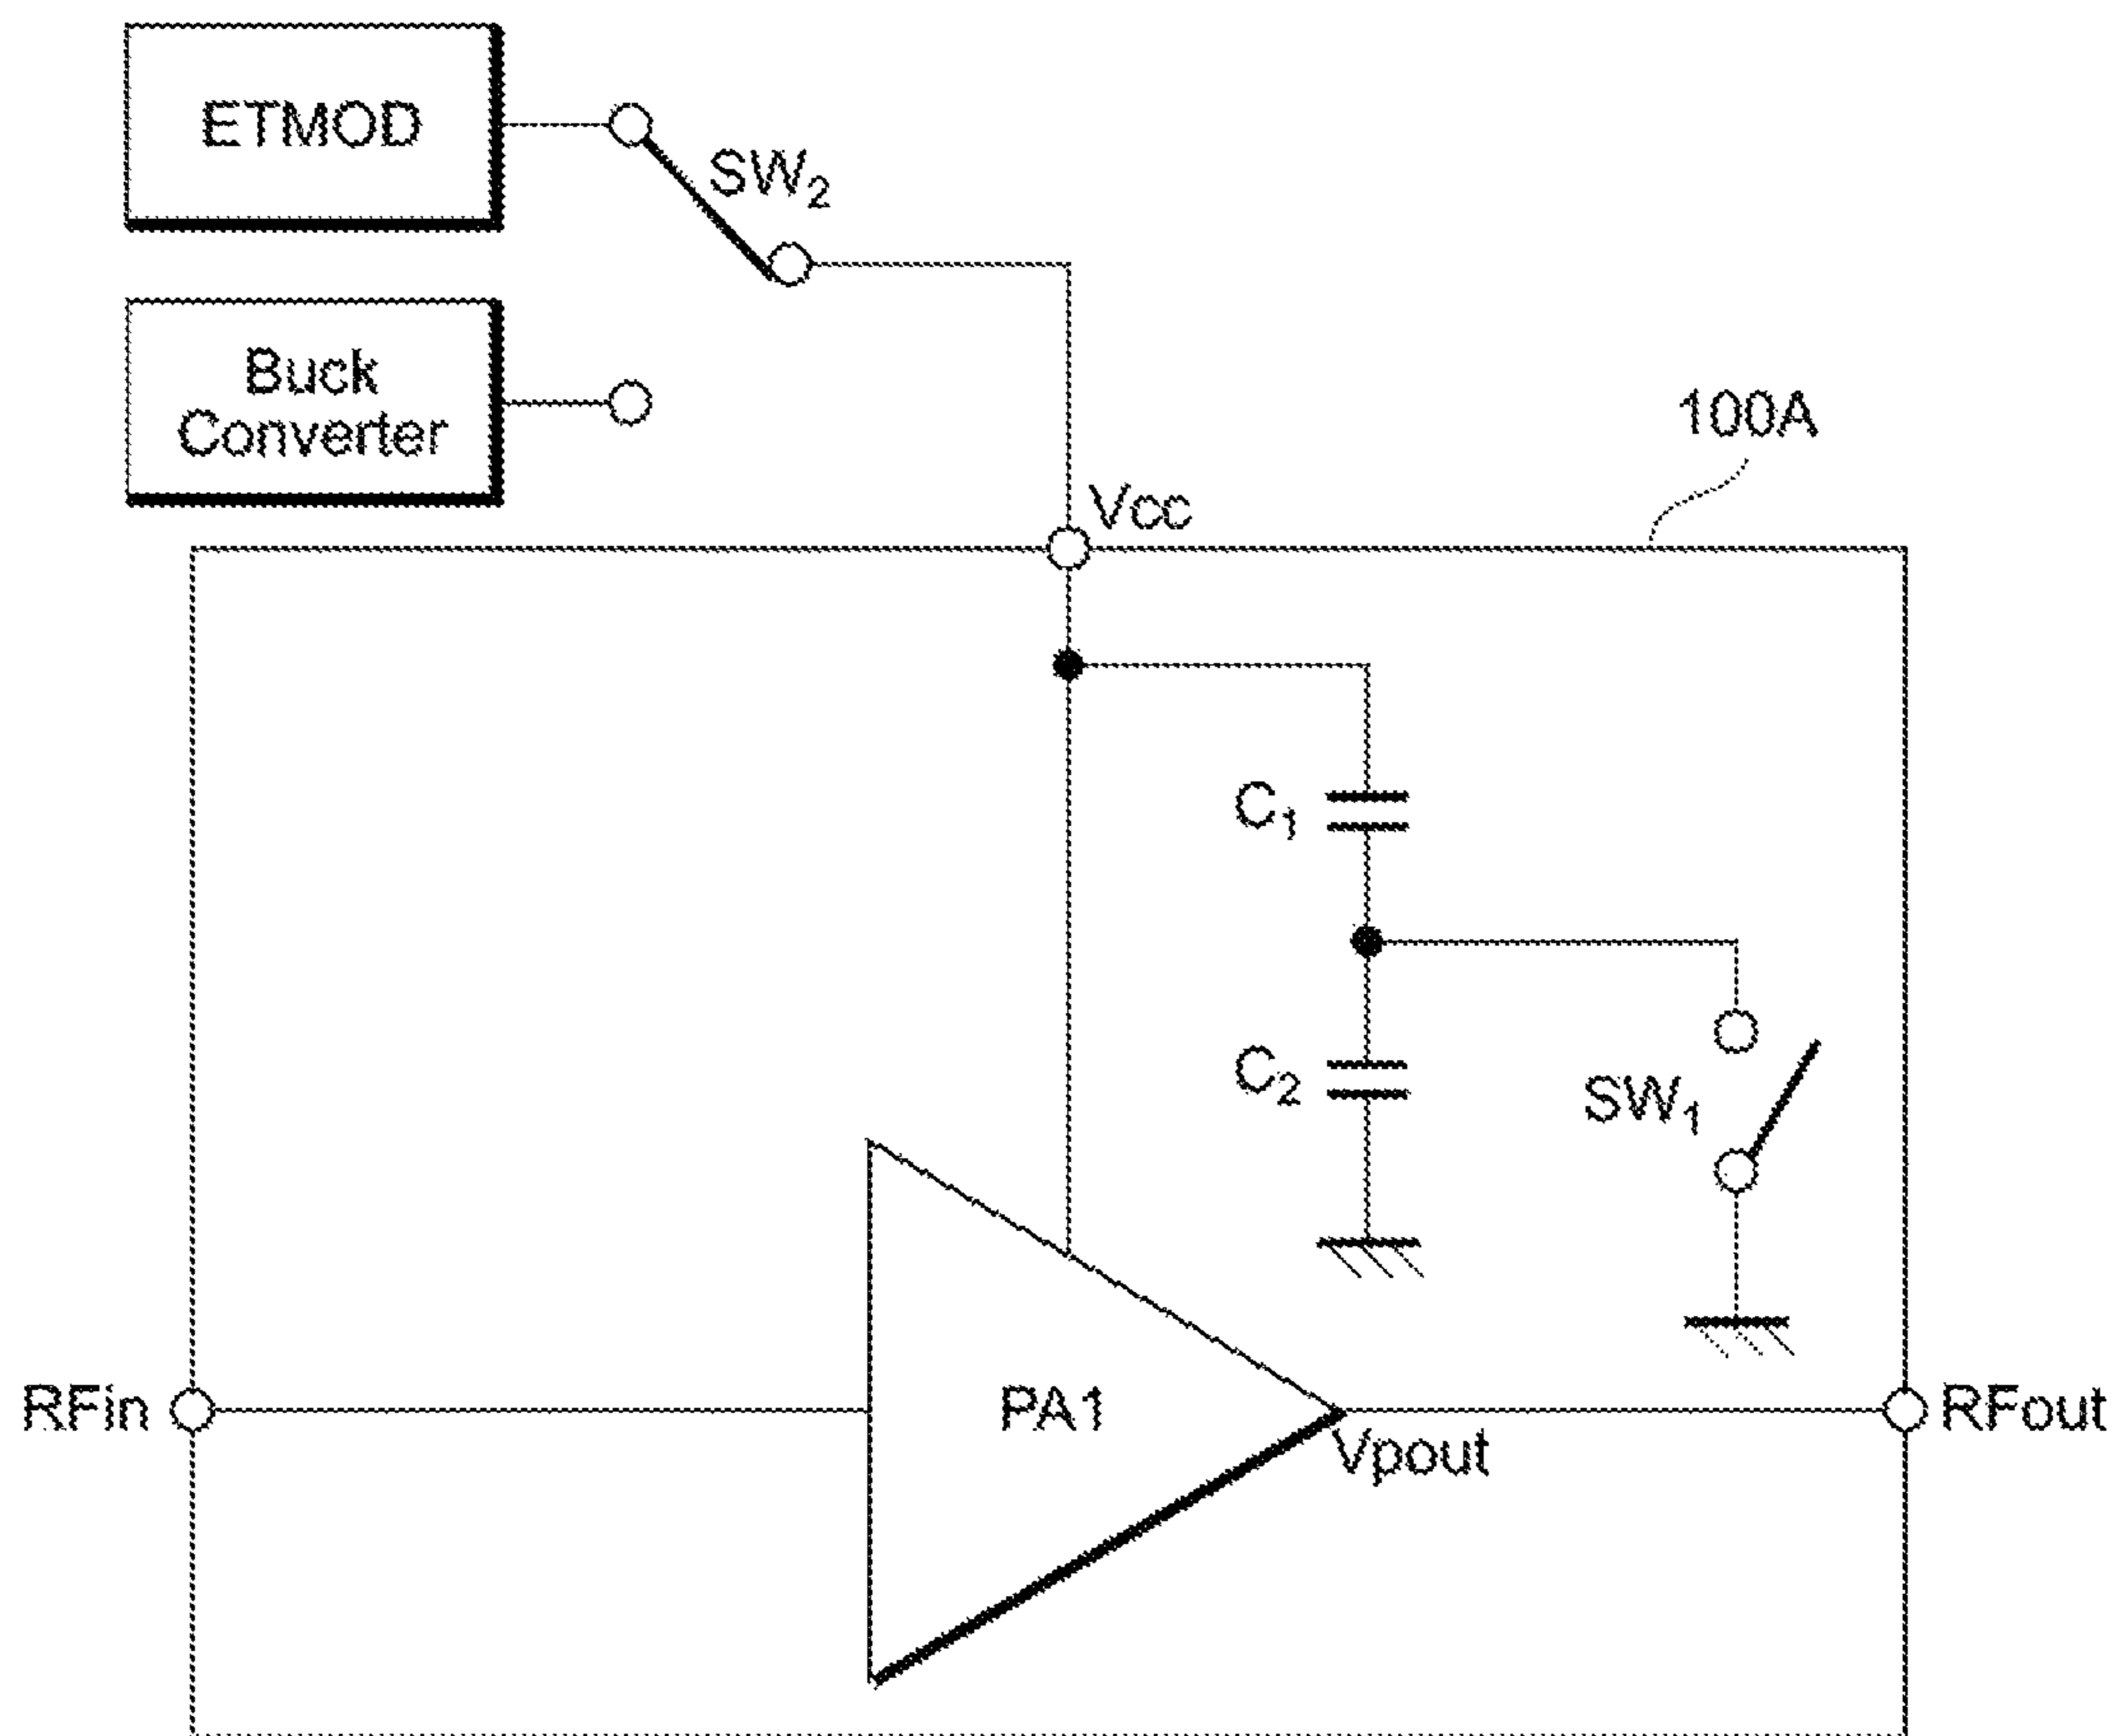 ETMOD
SW₂
Buck
Converter
100A
Vcc
C₁
C₂
SW₁
RFin
PA1
RFout
Vpout